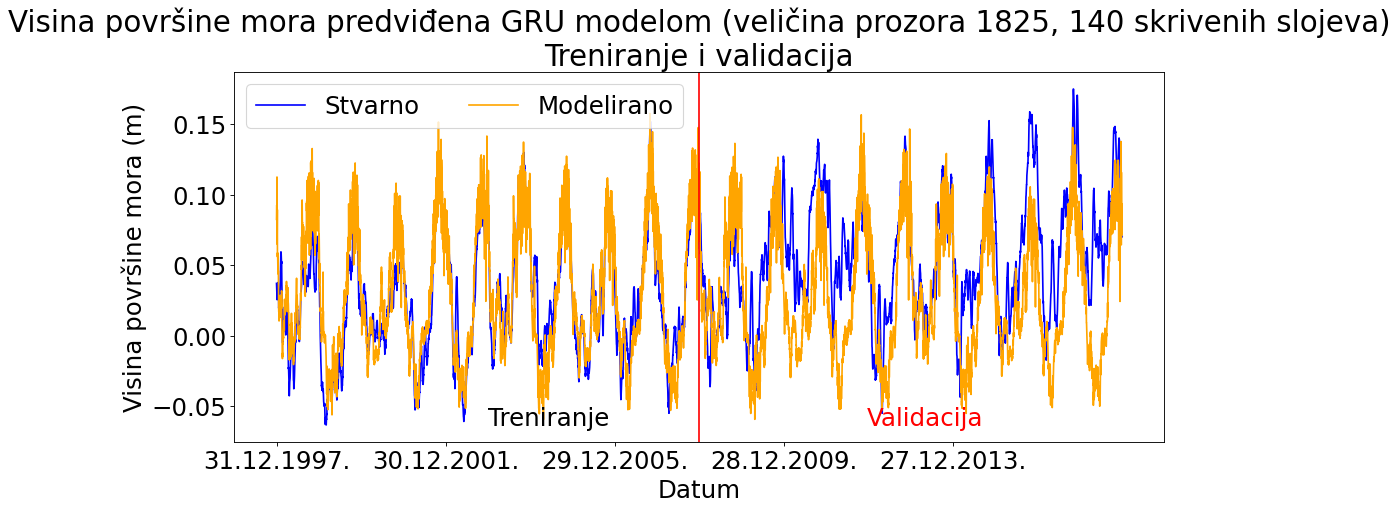 Visina površine mora predviđena GRU modelom (veličina prozora 1825, 140 skrivenih slojeva)
Treniranje i validacija
Stvarno Modelirano
Visina površine mora (m)
0.15
0.10
0.05
0.00
−0.05
Treniranje Validacija
31.12.1997. 30.12.2001. 29.12.2005. 28.12.2009. 27.12.2013.
Datum